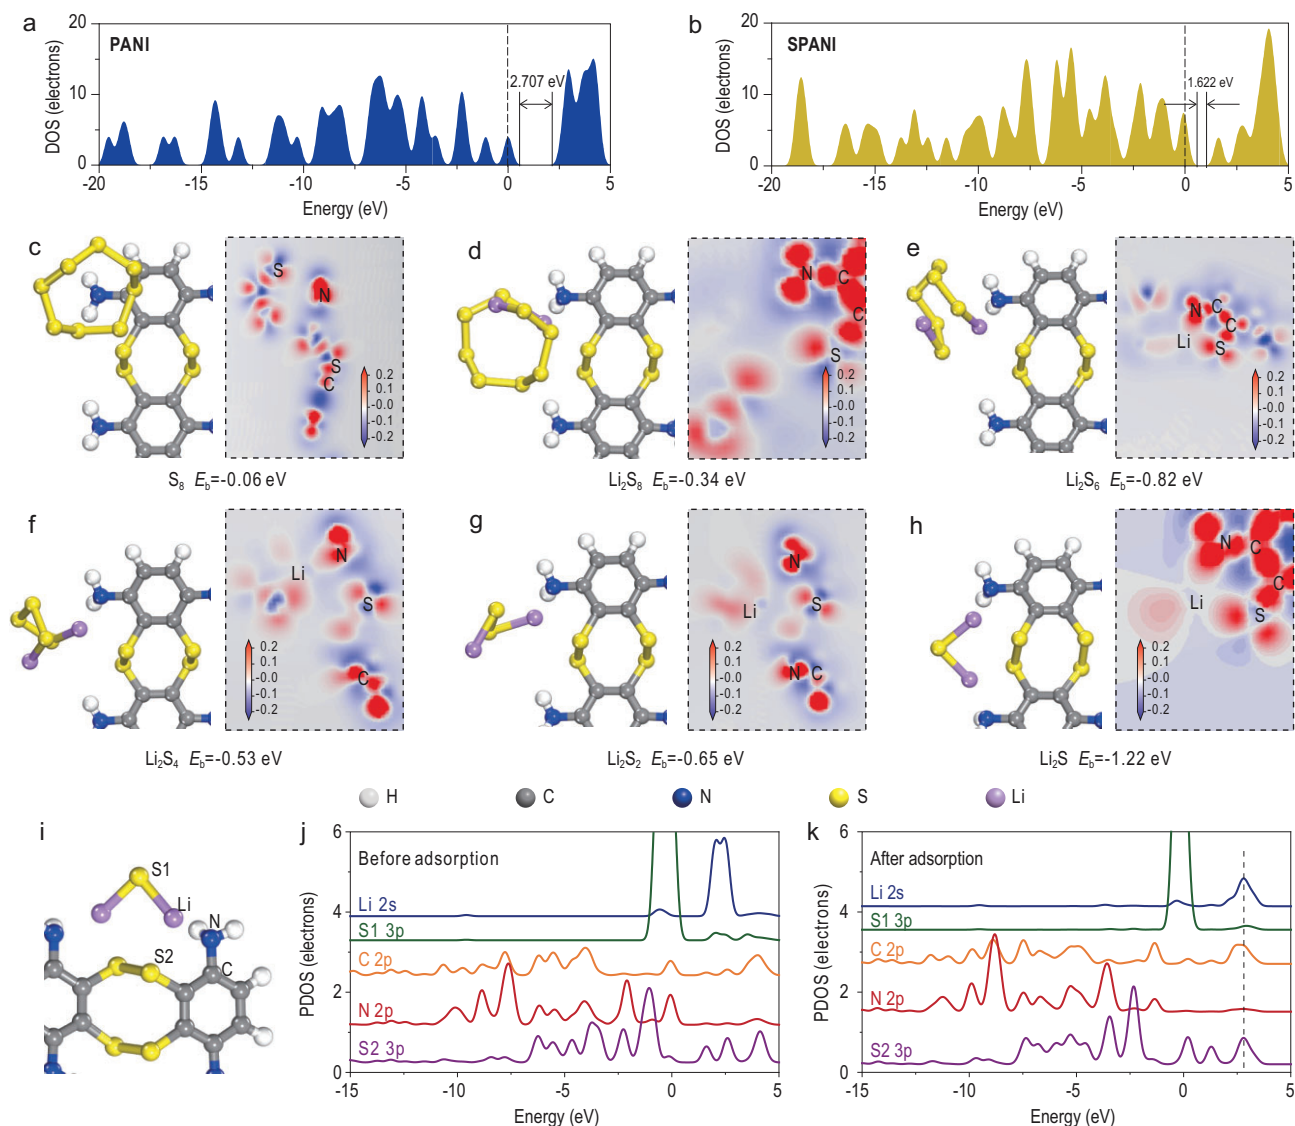 a
PANI
DOS (electrons)
20
10
0
2.707 eV
-20 -15 -10 -5 0 5
Energy (eV)
b
SPANI
DOS (electrons)
20
10
0
1.622 eV
-20 -15 -10 -5 0 5
Energy (eV)
c
S
N
S
C
0.2
0.1
-0.0
-0.1
-0.2
S₈ E_b=-0.06 eV
d
N C
C
S
0.2
0.1
-0.0
-0.1
-0.2
Li₂S₈ E_b=-0.34 eV
e
N C
C
Li S
0.2
0.1
-0.0
-0.1
-0.2
Li₂S₆ E_b=-0.82 eV
f
N
Li
S
C
0.2
0.1
-0.0
-0.1
-0.2
Li₂S₄ E_b=-0.53 eV
g
N
Li S
N C
0.2
0.1
-0.0
-0.1
-0.2
Li₂S₂ E_b=-0.65 eV
h
N C
C
Li S
0.2
0.1
-0.0
-0.1
-0.2
Li₂S E_b=-1.22 eV
H C N S Li
i
S1
Li
N
S2
C
j
Before adsorption
PDOS (electrons)
6
4
2
0
Li 2s
S1 3p
C 2p
N 2p
S2 3p
-15 -10 -5 0 5
Energy (eV)
k
After adsorption
PDOS (electrons)
6
4
2
0
Li 2s
S1 3p
C 2p
N 2p
S2 3p
-15 -10 -5 0 5
Energy (eV)